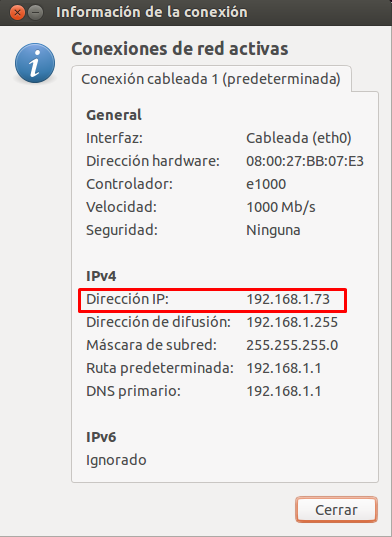 Información de la conexión
Conexiones de red activas
Conexión cableada 1 (predeterminada)
General
Interfaz: Cableada (eth0)
Dirección hardware: 08:00:27:BB:07:E3
Controlador: e1000
Velocidad: 1000 Mb/s
Seguridad: Ninguna
IPv4
Dirección IP: 192.168.1.73
Dirección de difusión: 192.168.1.255
Máscara de subred: 255.255.255.0
Ruta predeterminada: 192.168.1.1
DNS primario: 192.168.1.1
IPv6
Ignorado
Cerrar